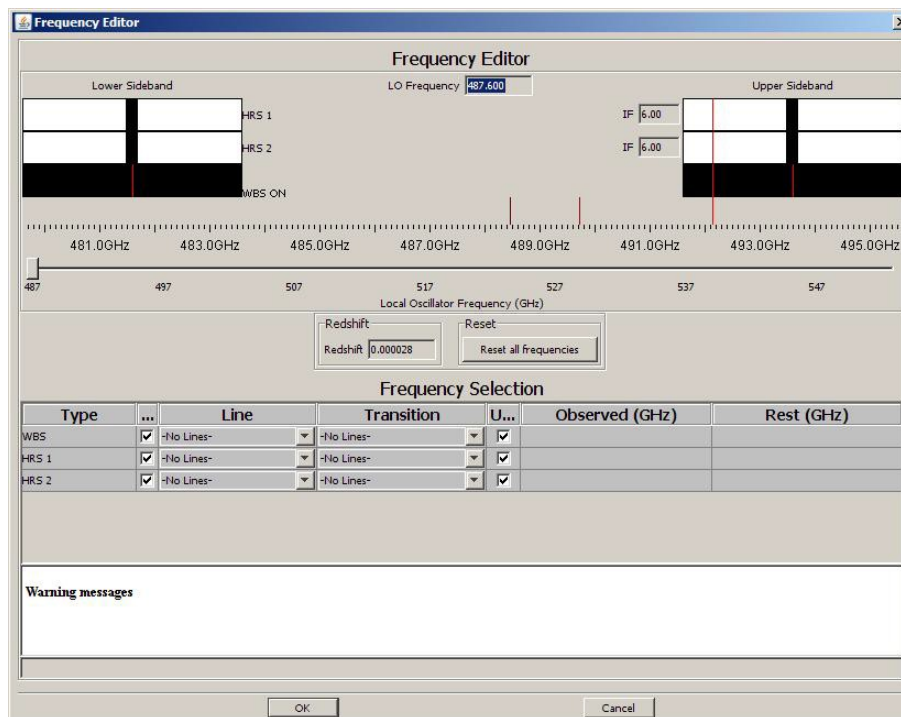 Frequency Editor
Frequency Editor
Lower Sideband LO Frequency 487.600 Upper Sideband
HRS 1 IF 6.00
HRS 2 IF 6.00
WBS ON
481.0GHz 483.0GHz 485.0GHz 487.0GHz 489.0GHz 491.0GHz 493.0GHz 495.0GHz
487 497 507 517 527 537 547
Local Oscillator Frequency (GHz)
Redshift Reset
Redshift 0.000028 Reset all frequencies
Frequency Selection
Type ... Line Transition U... Observed (GHz) Rest (GHz)
WBS -No Lines- -No Lines-
HRS 1 -No Lines- -No Lines-
HRS 2 -No Lines- -No Lines-
Warning messages
OK Cancel